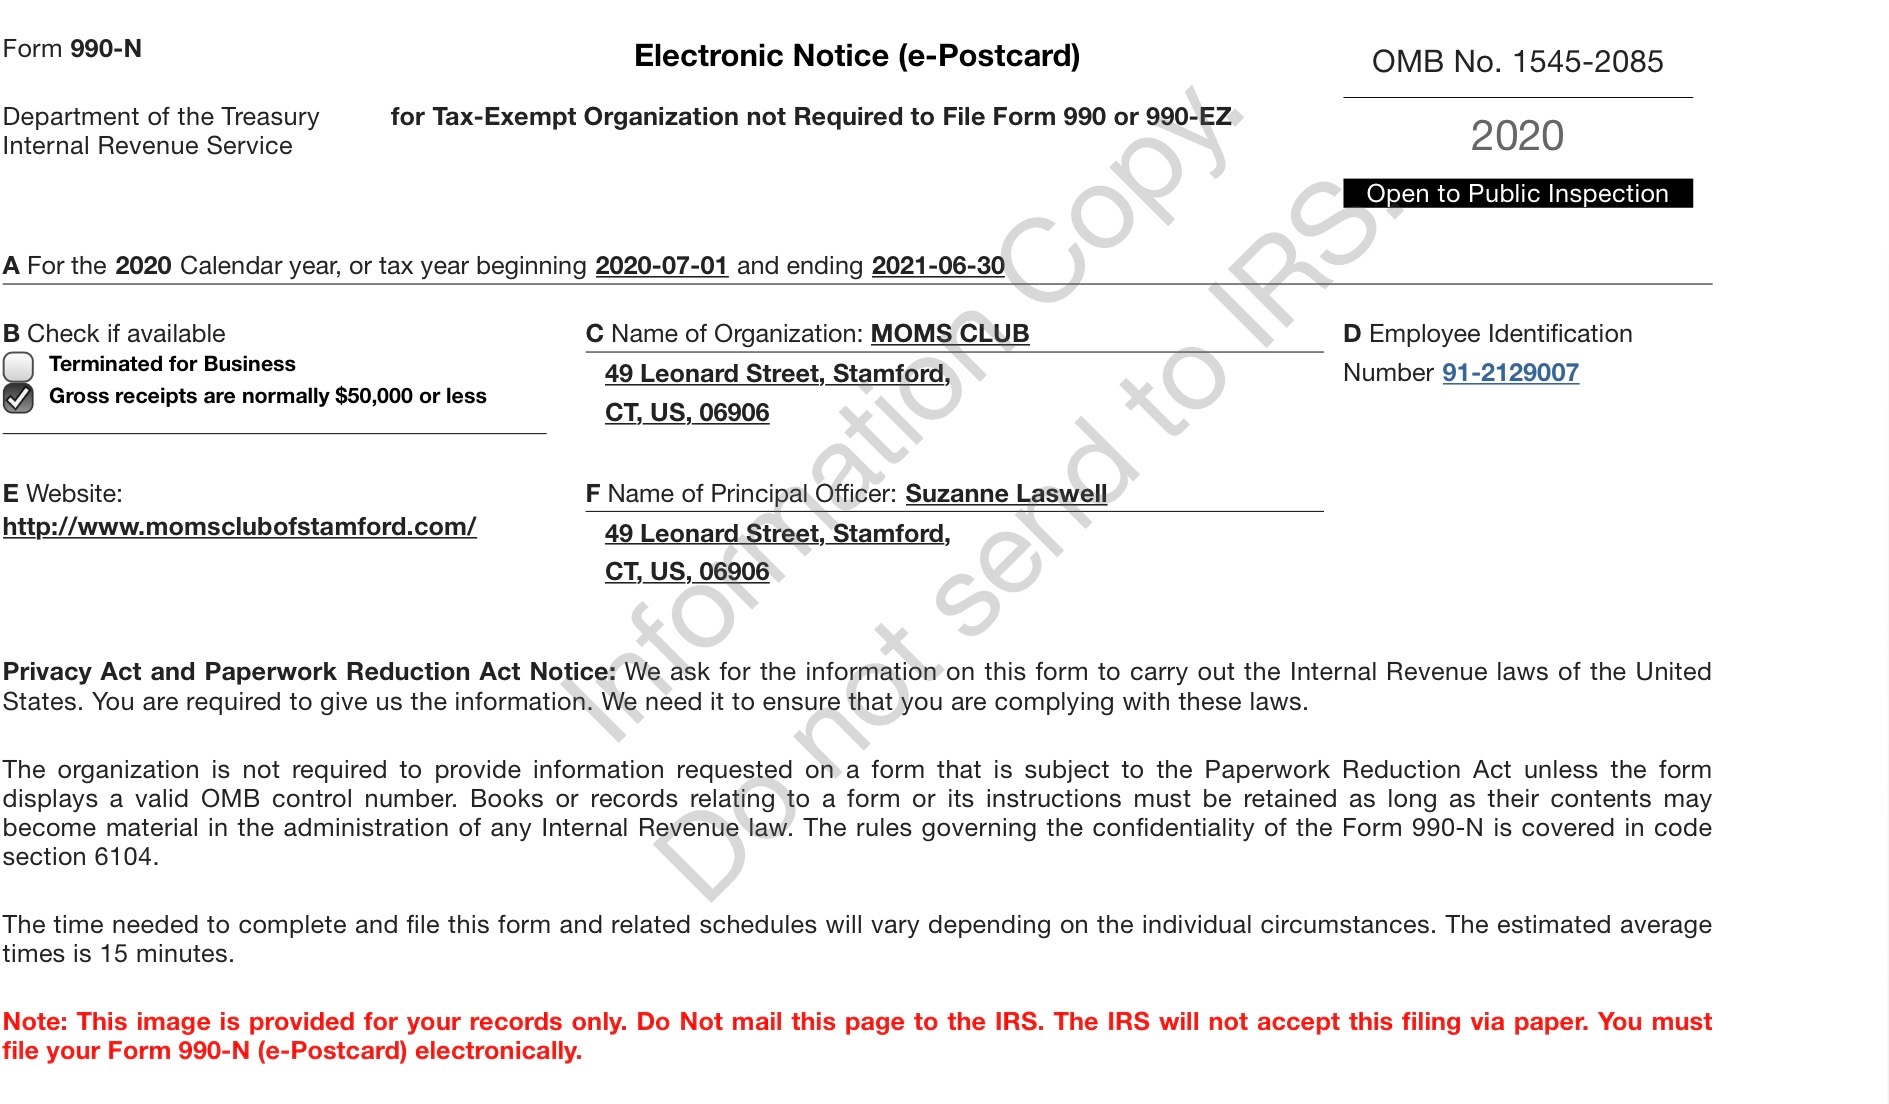 Form 990-N
Electronic Notice (e-Postcard)
OMB No. 1545-2085
Department of the Treasury
Internal Revenue Service
for Tax-Exempt Organization not Required to File Form 990 or 990-EZ
2020
Open to Public Inspection
A For the 2020 Calendar year, or tax year beginning 2020-07-01 and ending 2021-06-30
B Check if available
Terminated for Business
Gross receipts are normally $50,000 or less
C Name of Organization: MOMS CLUB
49 Leonard Street, Stamford,
CT, US, 06906
D Employee Identification
Number 91-2129007
E Website:
http://www.momsclubofstamford.com/
F Name of Principal Officer: Suzanne Laswell
49 Leonard Street, Stamford,
CT, US, 06906
Privacy Act and Paperwork Reduction Act Notice: We ask for the information on this form to carry out the Internal Revenue laws of the United
States. You are required to give us the information. We need it to ensure that you are complying with these laws.
The organization is not required to provide information requested on a form that is subject to the Paperwork Reduction Act unless the form
displays a valid OMB control number. Books or records relating to a form or its instructions must be retained as long as their contents may
become material in the administration of any Internal Revenue law. The rules governing the confidentiality of the Form 990-N is covered in code
section 6104.
The time needed to complete and file this form and related schedules will vary depending on the individual circumstances. The estimated average
times is 15 minutes.
Note: This image is provided for your records only. Do Not mail this page to the IRS. The IRS will not accept this filing via paper. You must
file your Form 990-N (e-Postcard) electronically.
Information Copy.
Do not send to IRS.